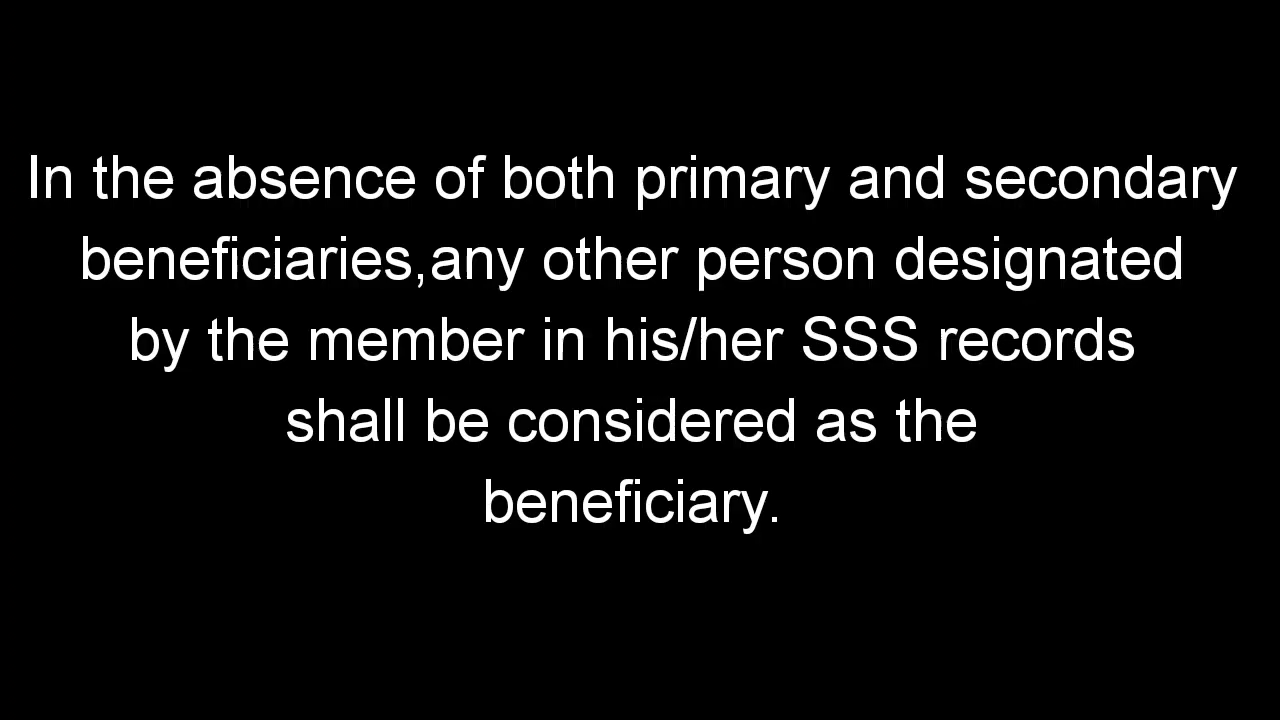 In the absence of both primary and secondary
beneficiaries,any other person designated
by the member in his/her SSS records
shall be considered as the
beneficiary.